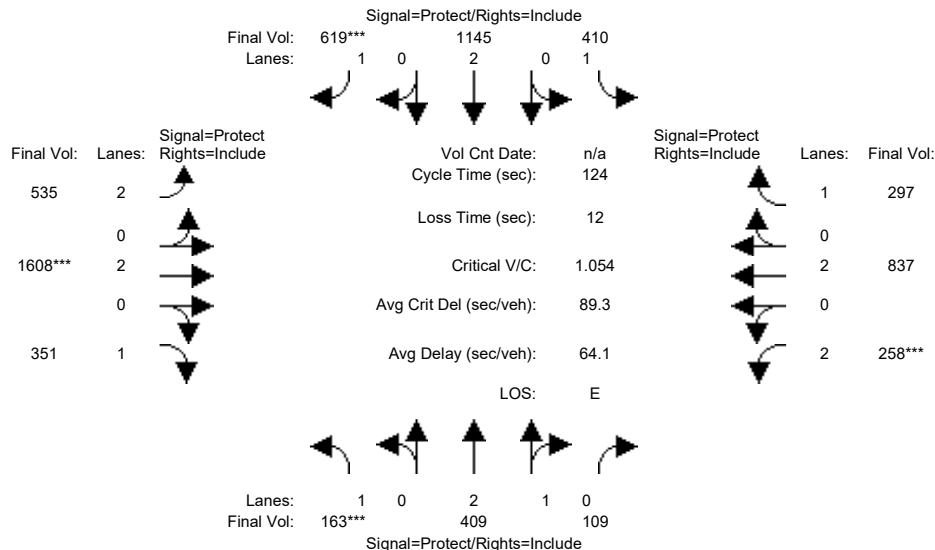 Signal=Protect/Rights=Include
Final Vol: 619*** 1145 410
Lanes: 1 0 2 0 1
Signal=Protect
Final Vol: Lanes: Rights=Include
Vol Cnt Date: n/a
Signal=Protect
Rights=Include Lanes: Final Vol:
Cycle Time (sec): 124
535 2
1 297
Loss Time (sec): 12
0
0
1608*** 2
Critical V/C: 1.054
2 837
0
Avg Crit Del (sec/veh): 89.3
0
351 1
Avg Delay (sec/veh): 64.1
2 258***
LOS: E
Lanes: 1 0 2 1 0
Final Vol: 163*** 409 109
Signal=Protect/Rights=Include